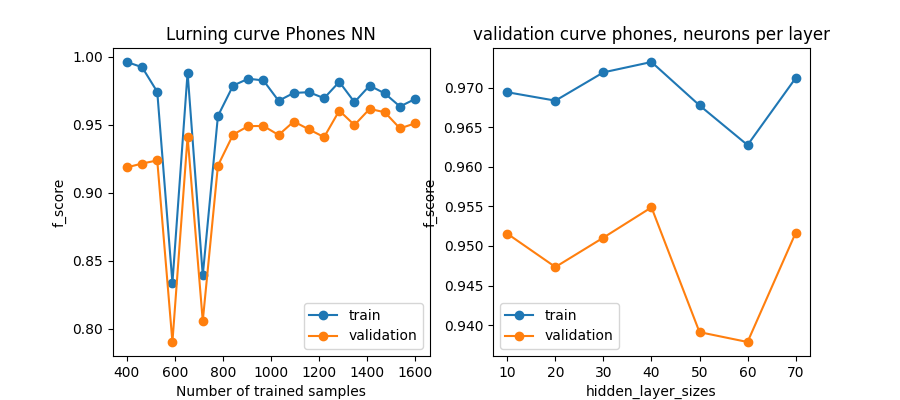 Lurning curve Phones NN
1.00
0.95
0.90
0.85
0.80
f_score
400 600 800 1000 1200 1400 1600
Number of trained samples
train
validation
validation curve phones, neurons per layer
0.970
0.965
0.960
0.955
0.950
0.945
0.940
f_score
10 20 30 40 50 60 70
hidden_layer_sizes
train
validation